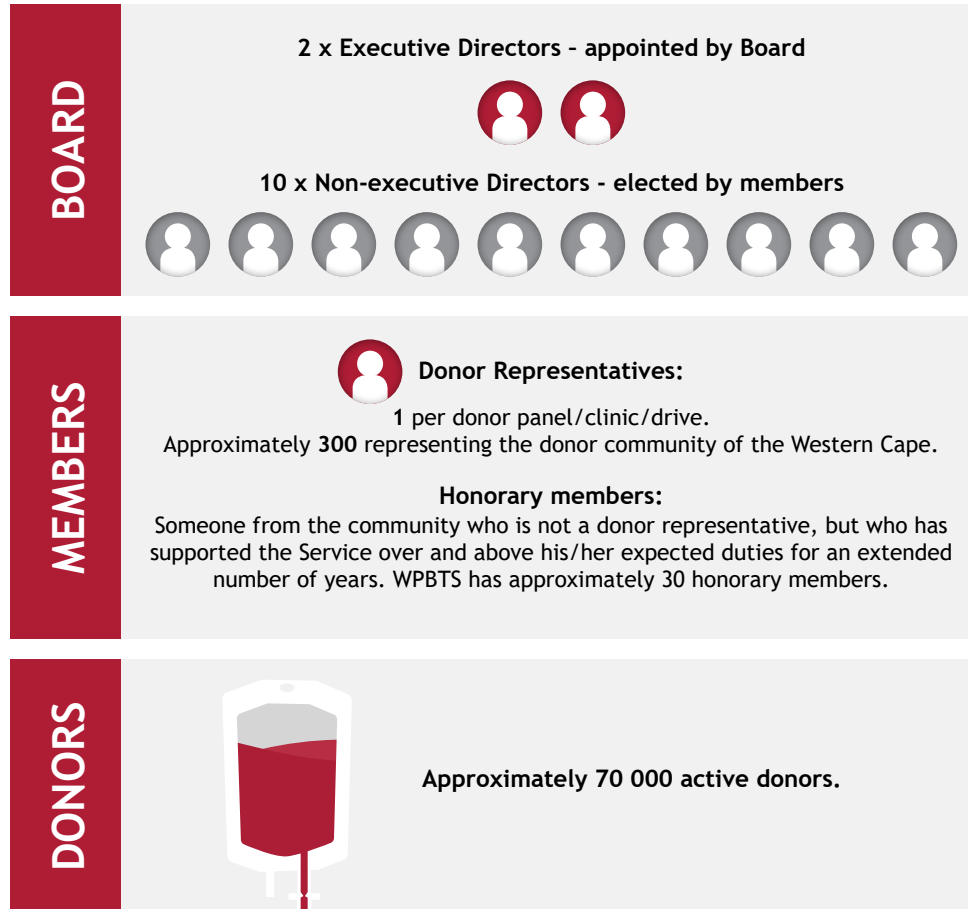 BOARD
2 x Executive Directors – appointed by Board
10 x Non-executive Directors - elected by members
MEMBERS
Donor Representatives:
1 per donor panel/clinic/drive.
Approximately 300 representing the donor community of the Western Cape.
Honorary members:
Someone from the community who is not a donor representative, but who has
supported the Service over and above his/her expected duties for an extended
number of years. WPBTS has approximately 30 honorary members.
DONORS
Approximately 70 000 active donors.